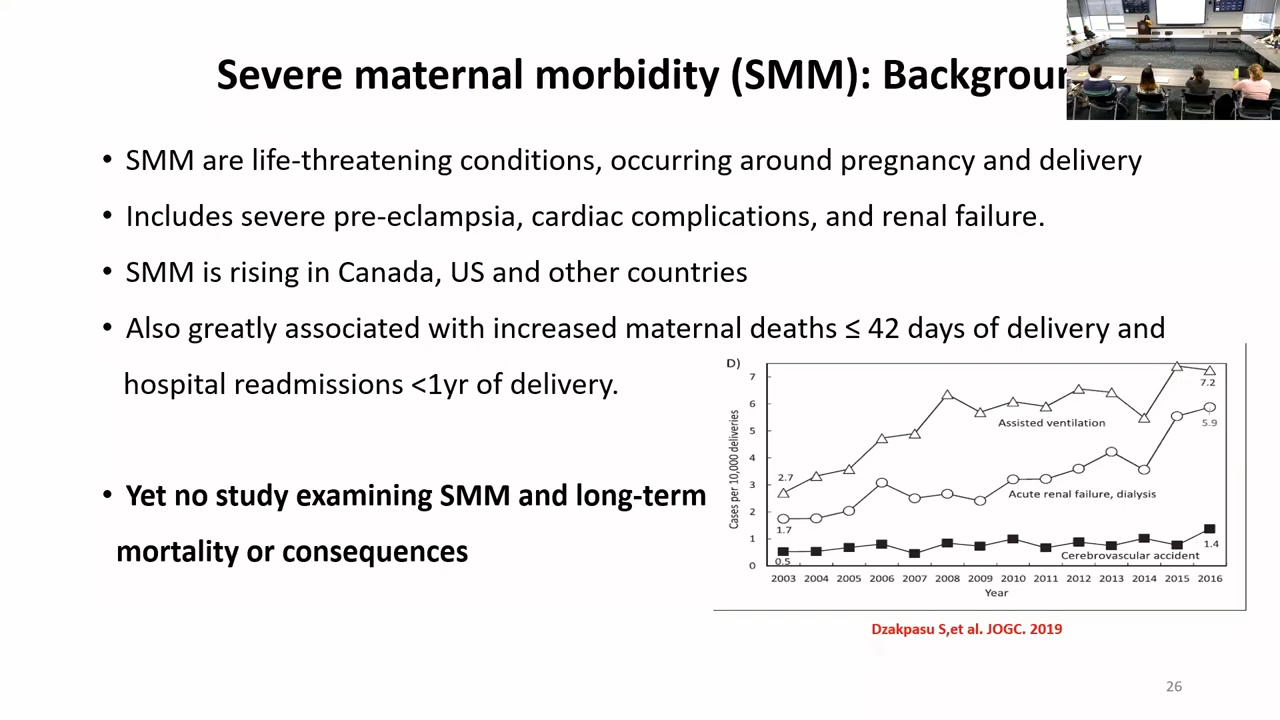 Severe maternal morbidity (SMM): Backgroun
• SMM are life-threatening conditions, occurring around pregnancy and delivery
• Includes severe pre-eclampsia, cardiac complications, and renal failure.
• SMM is rising in Canada, US and other countries
• Also greatly associated with increased maternal deaths ≤ 42 days of delivery and
hospital readmissions <1yr of delivery.
• Yet no study examining SMM and long-term
mortality or consequences
D)
Cases per 10,000 deliveries
7
6
5
4
3
2
1
0
7.2
Assisted ventilation
5.9
2.7
Acute renal failure, dialysis
1.7
1.4
Cerebrovascular accident
0.5
2003 2004 2005 2006 2007 2008 2009 2010 2011 2012 2013 2014 2015 2016
Year
Dzakpasu S,et al. JOGC. 2019
26